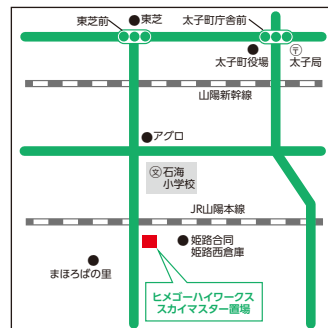 東芝前
東芝
太子町庁舎前
太子町役場
〒
太子局
山陽新幹線
アグロ
文
石海
小学校
JR山陽本線
姫路合同
姫路西倉庫
まほろばの里
ヒメゴーハイワークス
スカイマスター置場